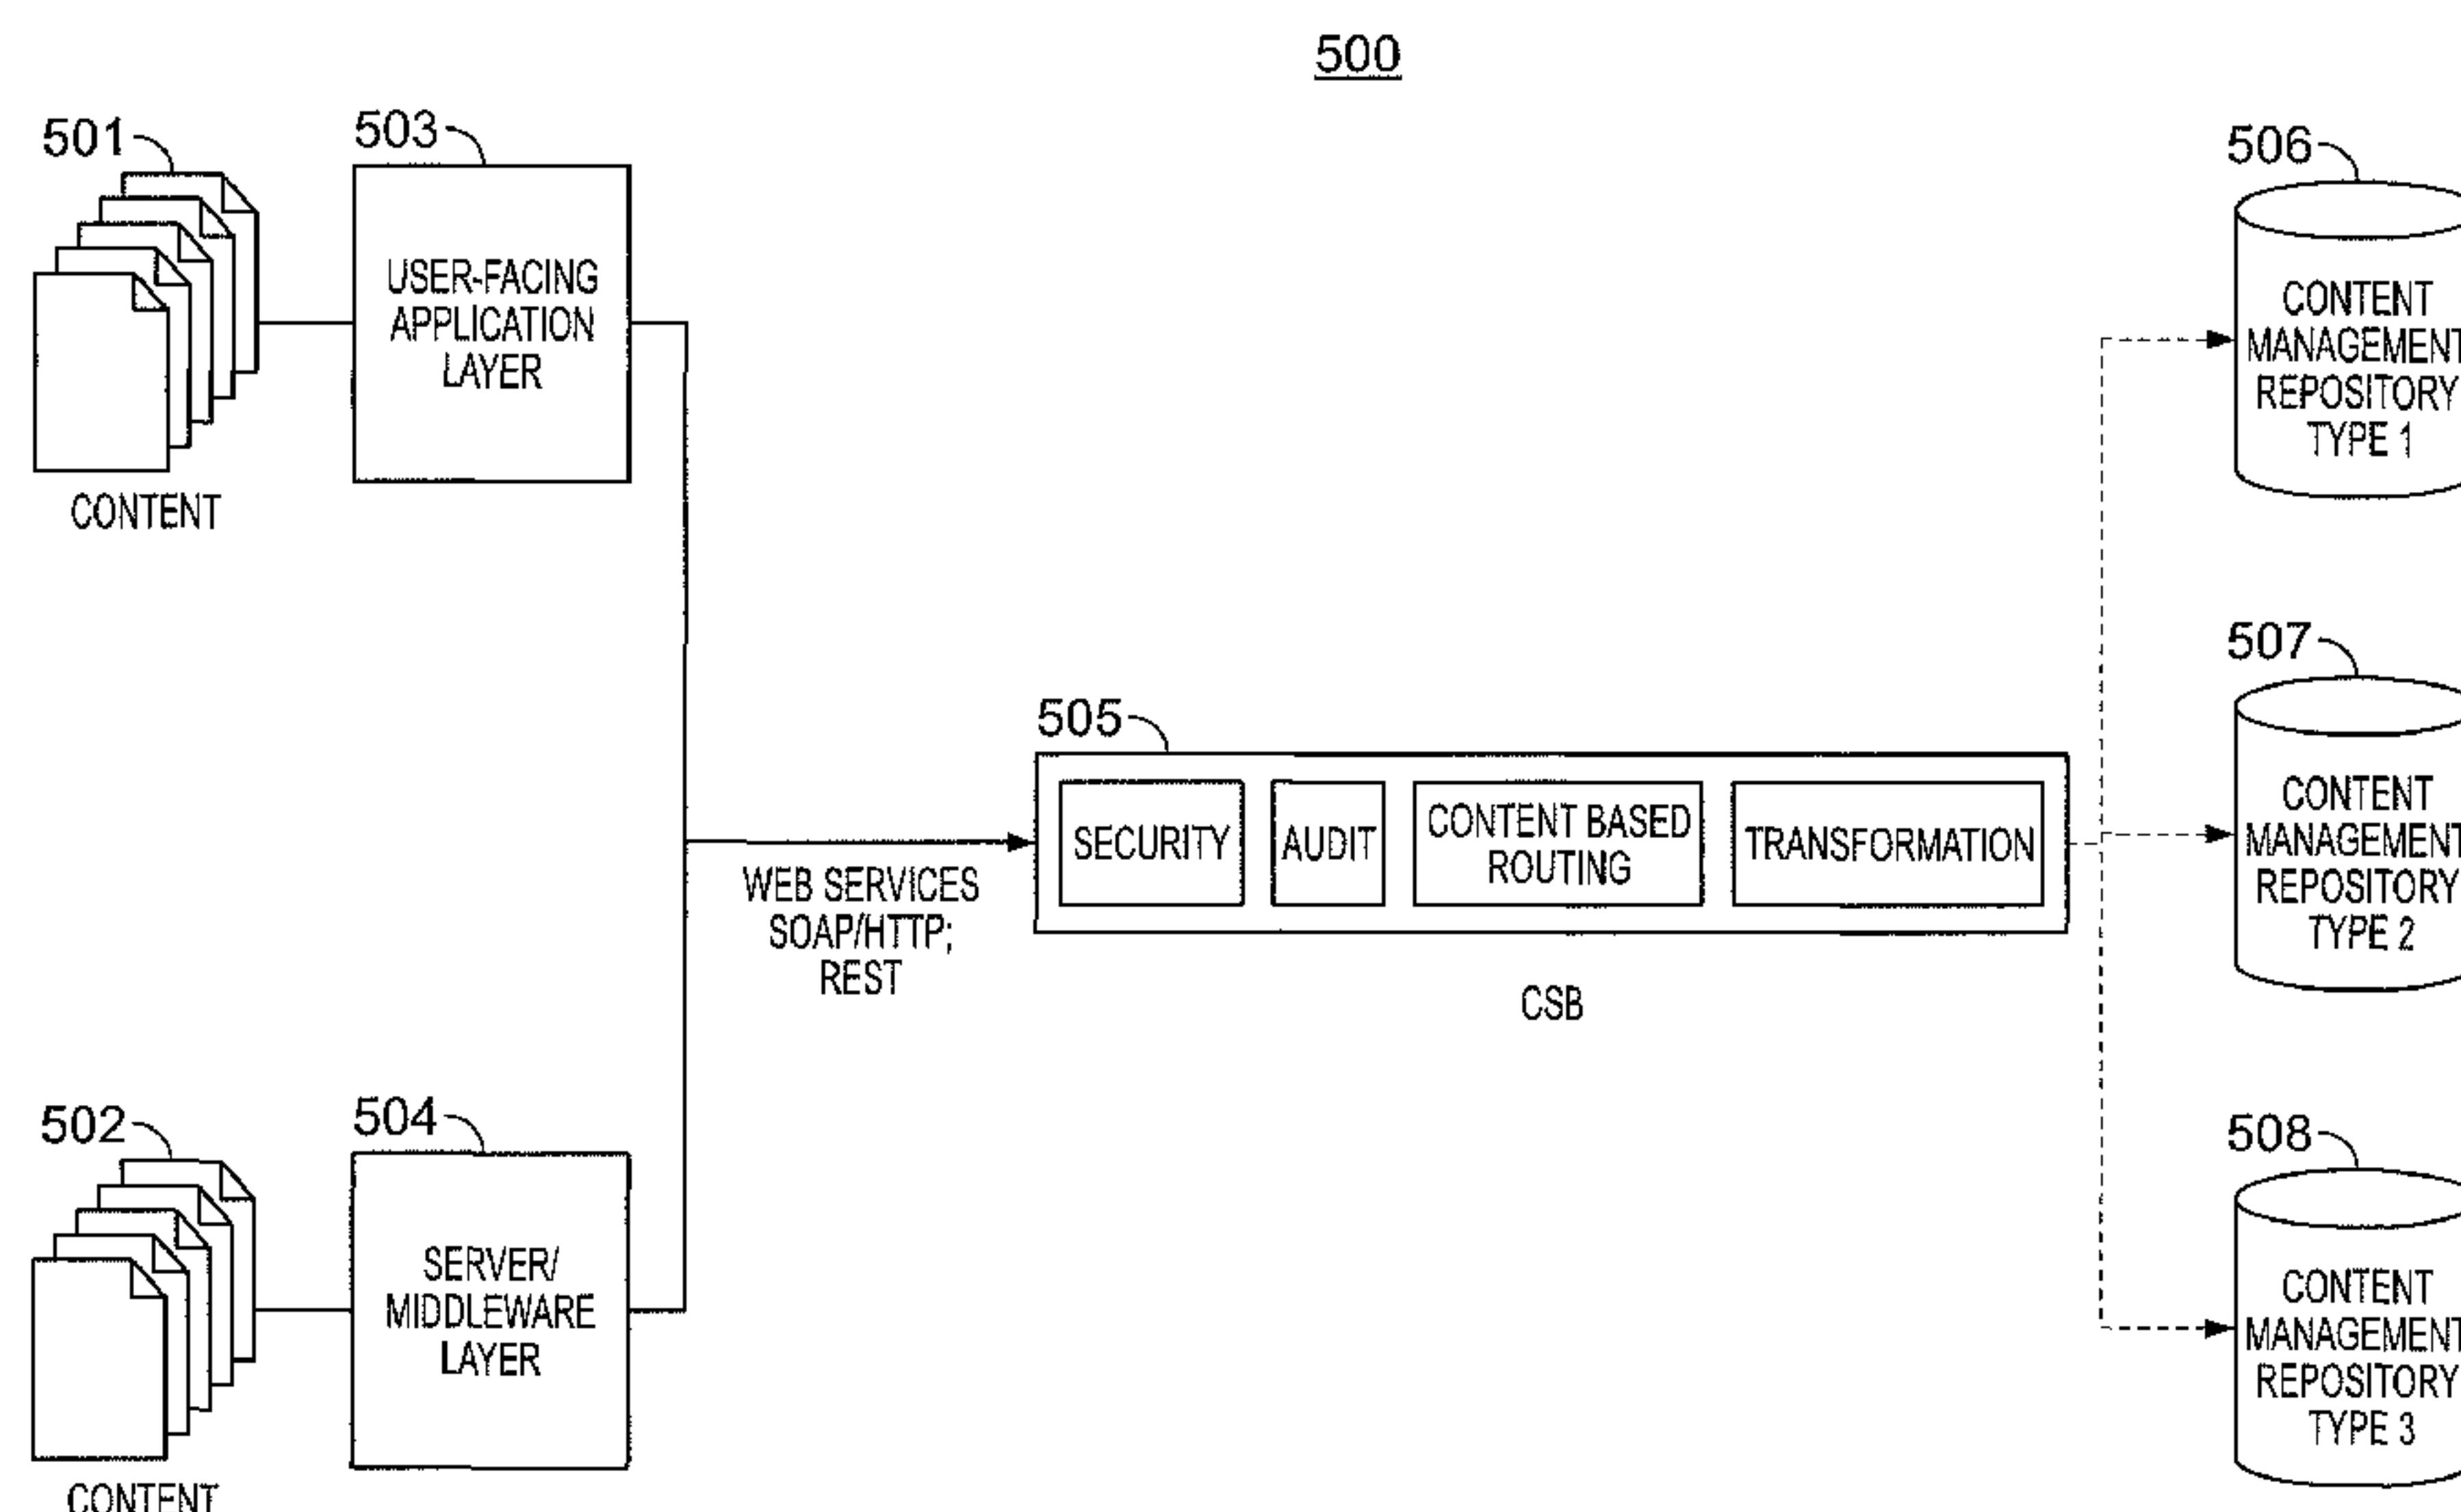 500
501
503
USER-FACING
APPLICATION
LAYER
CONTENT
506
CONTENT
MANAGEMENT
REPOSITORY
TYPE 1
505
SECURITY
AUDIT
CONTENT BASED
ROUTING
TRANSFORMATION
WEB SERVICES
SOAP/HTTP;
REST
CSB
507
CONTENT
MANAGEMENT
REPOSITORY
TYPE 2
502
504
SERVER/
MIDDLEWARE
LAYER
CONTENT
508
CONTENT
MANAGEMENT
REPOSITORY
TYPE 3